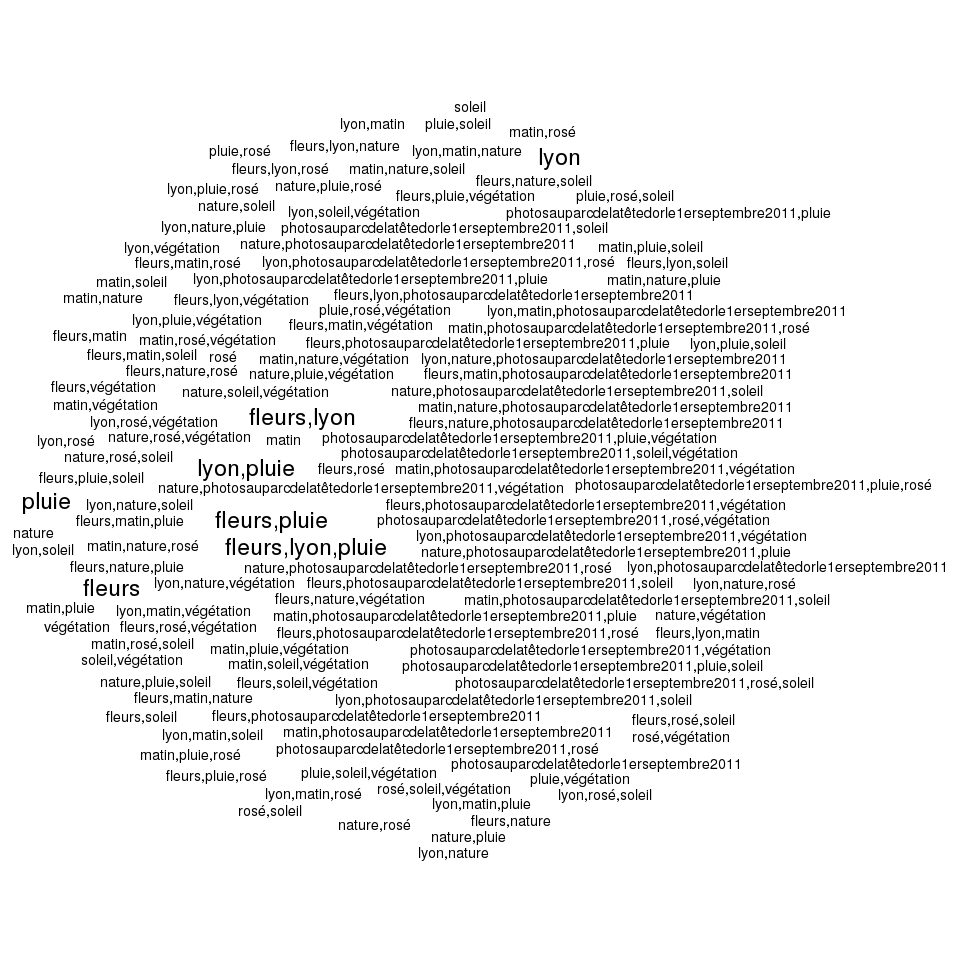 soleil
lyon,matin pluie,soleil
matin,rosé
pluie,rosé fleurs,lyon,nature lyon,matin,nature lyon
fleurs,lyon,rosé matin,nature,soleil
lyon,pluie,rosé nature,pluie,rosé fleurs,nature,soleil
fleurs,pluie,végétation pluie,rosé,soleil
nature,soleil lyon,soleil,végétation photosauparcdelatêtedorle1erseptembre2011,pluie
lyon,nature,pluie photosauparcdelatêtedorle1erseptembre2011,soleil
lyon,végétation nature,photosauparcdelatêtedorle1erseptembre2011 matin,pluie,soleil
fleurs,matin,rosé lyon,photosauparcdelatêtedorle1erseptembre2011,rosé fleurs,lyon,soleil
matin,soleil lyon,photosauparcdelatêtedorle1erseptembre2011,pluie matin,nature,pluie
matin,nature fleurs,lyon,végétation fleurs,lyon,photosauparcdelatêtedorle1erseptembre2011
pluie,rosé,végétation lyon,matin,photosauparcdelatêtedorle1erseptembre2011
lyon,pluie,végétation fleurs,matin,végétation matin,photosauparcdelatêtedorle1erseptembre2011,rosé
fleurs,matin matin,rosé,végétation fleurs,photosauparcdelatêtedorle1erseptembre2011,pluie lyon,pluie,soleil
fleurs,matin,soleil rosé matin,nature,végétation lyon,nature,photosauparcdelatêtedorle1erseptembre2011
fleurs,nature,rosé nature,pluie,végétation fleurs,matin,photosauparcdelatêtedorle1erseptembre2011
fleurs,végétation nature,soleil,végétation nature,photosauparcdelatêtedorle1erseptembre2011,soleil
matin,végétation fleurs,lyon matin,nature,photosauparcdelatêtedorle1erseptembre2011
lyon,rosé,végétation fleurs,nature,photosauparcdelatêtedorle1erseptembre2011
lyon,rosé nature,rosé,végétation matin photosauparcdelatêtedorle1erseptembre2011,pluie,végétation
nature,rosé,soleil photosauparcdelatêtedorle1erseptembre2011,soleil,végétation
fleurs,pluie,soleil lyon,pluie fleurs,rosé matin,photosauparcdelatêtedorle1erseptembre2011,végétation
nature,photosauparcdelatêtedorle1erseptembre2011,végétation photosauparcdelatêtedorle1erseptembre2011,pluie,rosé
pluie lyon,nature,soleil fleurs,photosauparcdelatêtedorle1erseptembre2011,végétation
fleurs,matin,pluie fleurs,pluie photosauparcdelatêtedorle1erseptembre2011,rosé,végétation
nature lyon,photosauparcdelatêtedorle1erseptembre2011,végétation
lyon,soleil matin,nature,rosé fleurs,lyon,pluie nature,photosauparcdelatêtedorle1erseptembre2011,pluie
fleurs,nature,pluie nature,photosauparcdelatêtedorle1erseptembre2011,rosé lyon,photosauparcdelatêtedorle1erseptembre2011
fleurs lyon,nature,végétation fleurs,photosauparcdelatêtedorle1erseptembre2011,soleil lyon,nature,rosé
fleurs,nature,végétation matin,photosauparcdelatêtedorle1erseptembre2011,soleil
matin,pluie lyon,matin,végétation matin,photosauparcdelatêtedorle1erseptembre2011,pluie nature,végétation
végétation fleurs,rosé,végétation fleurs,photosauparcdelatêtedorle1erseptembre2011,rosé fleurs,lyon,matin
matin,rosé,soleil matin,pluie,végétation photosauparcdelatêtedorle1erseptembre2011,végétation
soleil,végétation matin,soleil,végétation photosauparcdelatêtedorle1erseptembre2011,pluie,soleil
nature,pluie,soleil fleurs,soleil,végétation photosauparcdelatêtedorle1erseptembre2011,rosé,soleil
fleurs,matin,nature lyon,photosauparcdelatêtedorle1erseptembre2011,soleil
fleurs,soleil fleurs,photosauparcdelatêtedorle1erseptembre2011 fleurs,rosé,soleil
lyon,matin,soleil matin,photosauparcdelatêtedorle1erseptembre2011 rosé,végétation
matin,pluie,rosé photosauparcdelatêtedorle1erseptembre2011,rosé
photosauparcdelatêtedorle1erseptembre2011
fleurs,pluie,rosé pluie,soleil,végétation pluie,végétation
lyon,matin,rosé rosé,soleil,végétation lyon,rosé,soleil
rosé,soleil lyon,matin,pluie
nature,rosé fleurs,nature
nature,pluie
lyon,nature